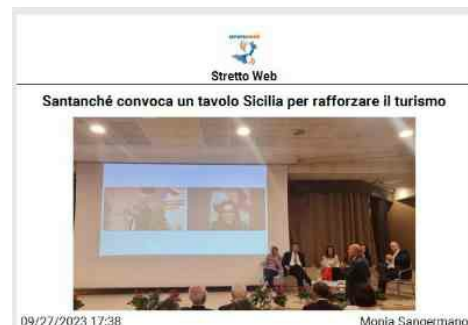 Stretto Web
Santanché convoca un tavolo Sicilia per rafforzare il turismo
09/27/2023 17:38
Monia Sangermano